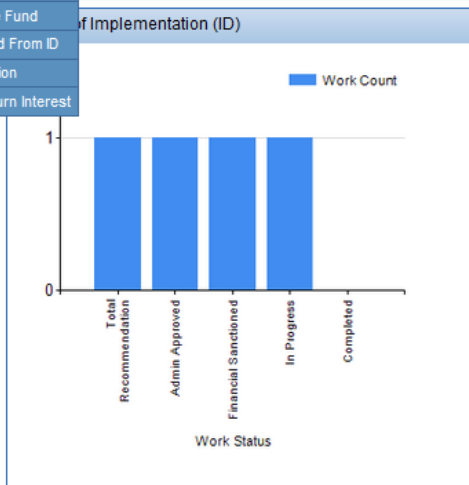 Fund
of Implementation (ID)
d From ID
ion
urn Interest
Work Count
1
0
Total
Recommendation
Admin Approved
Financial Sanctioned
In Progress
Completed
Work Status